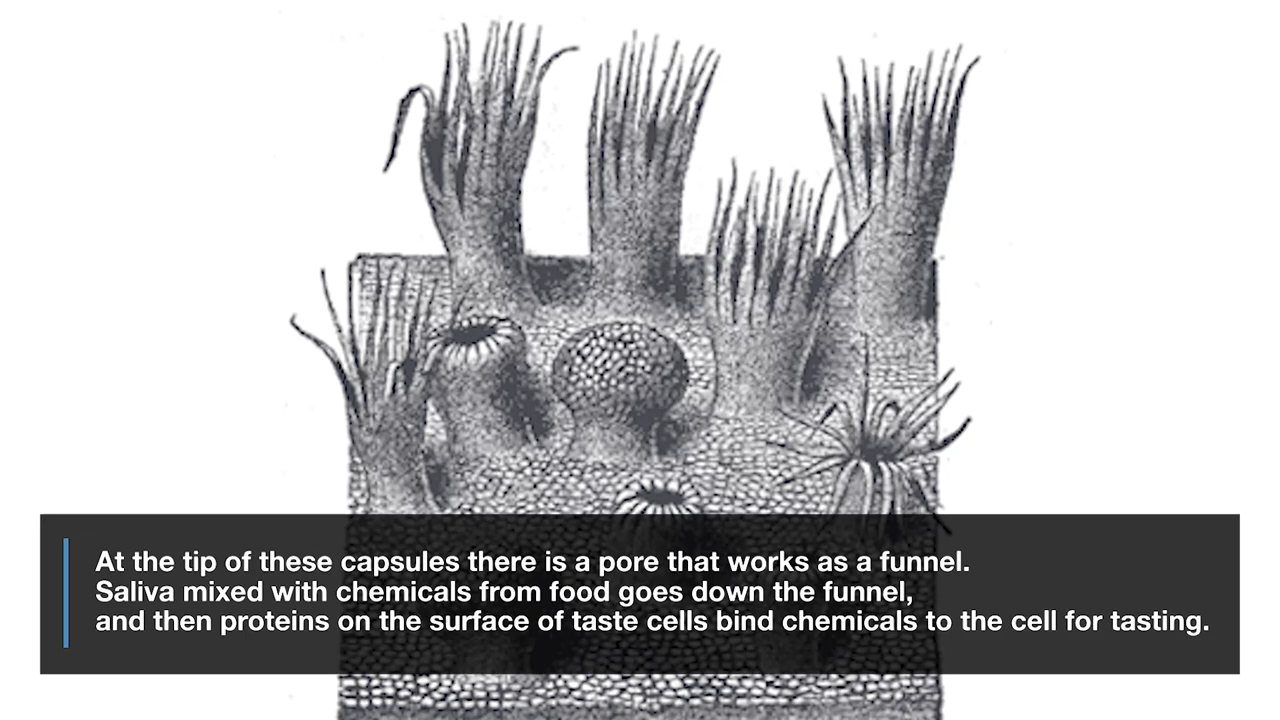 At the tip of these capsules there is a pore that works as a funnel.
Saliva mixed with chemicals from food goes down the funnel,
and then proteins on the surface of taste cells bind chemicals to the cell for tasting.